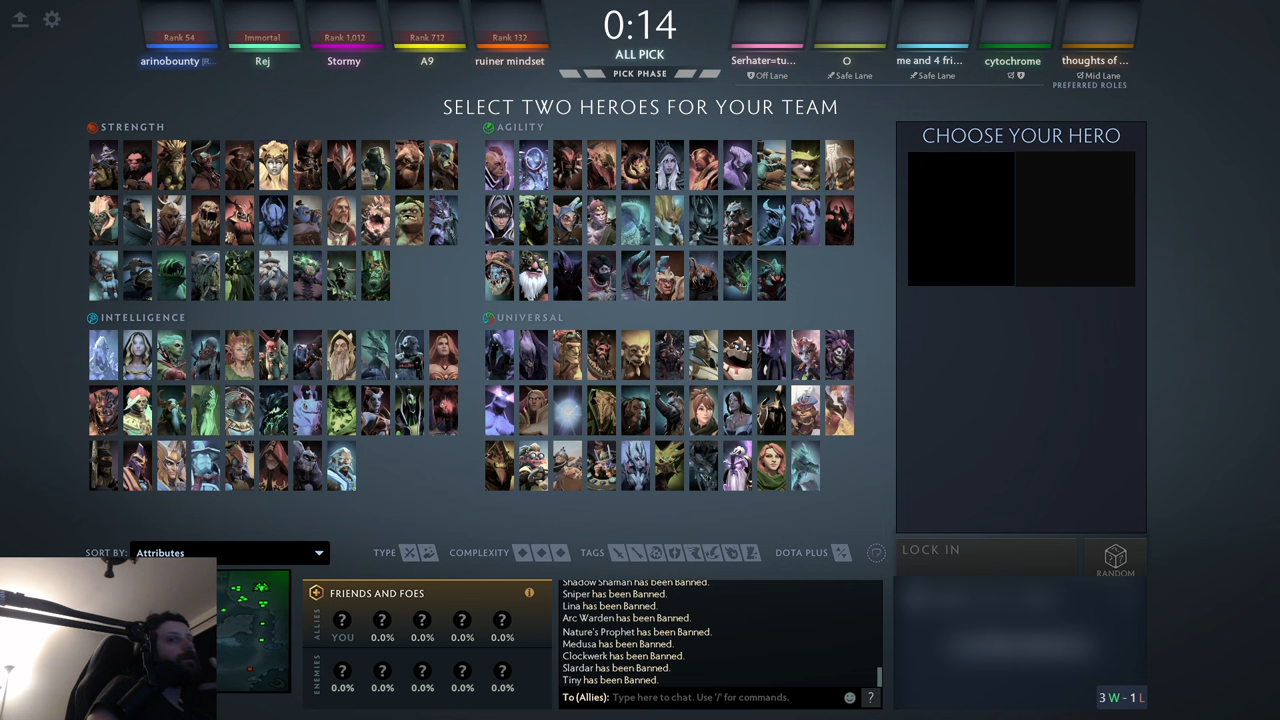 Rank 54
Immortal
Rank 1,012
Rank 712
Rank 132
0:14
arinobounty
Rej
Stormy
A9
ruiner mindset
ALL PICK
Serhater=tu...
O
me and 4 fri...
cytochrome
thoughts of ...
PICK PHASE
Off Lane
Safe Lane
Safe Lane
Mid Lane
PREFERRED ROLES
SELECT TWO HEROES FOR YOUR TEAM
STRENGTH
AGILITY
CHOOSE YOUR HERO
INTELLIGENCE
UNIVERSAL
SORT BY:
Attributes
TYPE
COMPLEXITY
TAGS
DOTA PLUS
LOCK IN
RANDOM
FRIENDS AND FOES
ALLIES
? ? ? ? ?
YOU 0.0% 0.0% 0.0% 0.0%
ENEMIES
? ? ? ? ?
0.0% 0.0% 0.0% 0.0% 0.0%
Shadow Shaman has been Banned.
Sniper has been Banned.
Lina has been Banned.
Arc Warden has been Banned.
Nature's Prophet has been Banned.
Medusa has been Banned.
Clockwerk has been Banned.
Slardar has been Banned.
Tiny has been Banned.
To (Allies): Type here to chat. Use '/' for commands.
?
3 W - 1 L